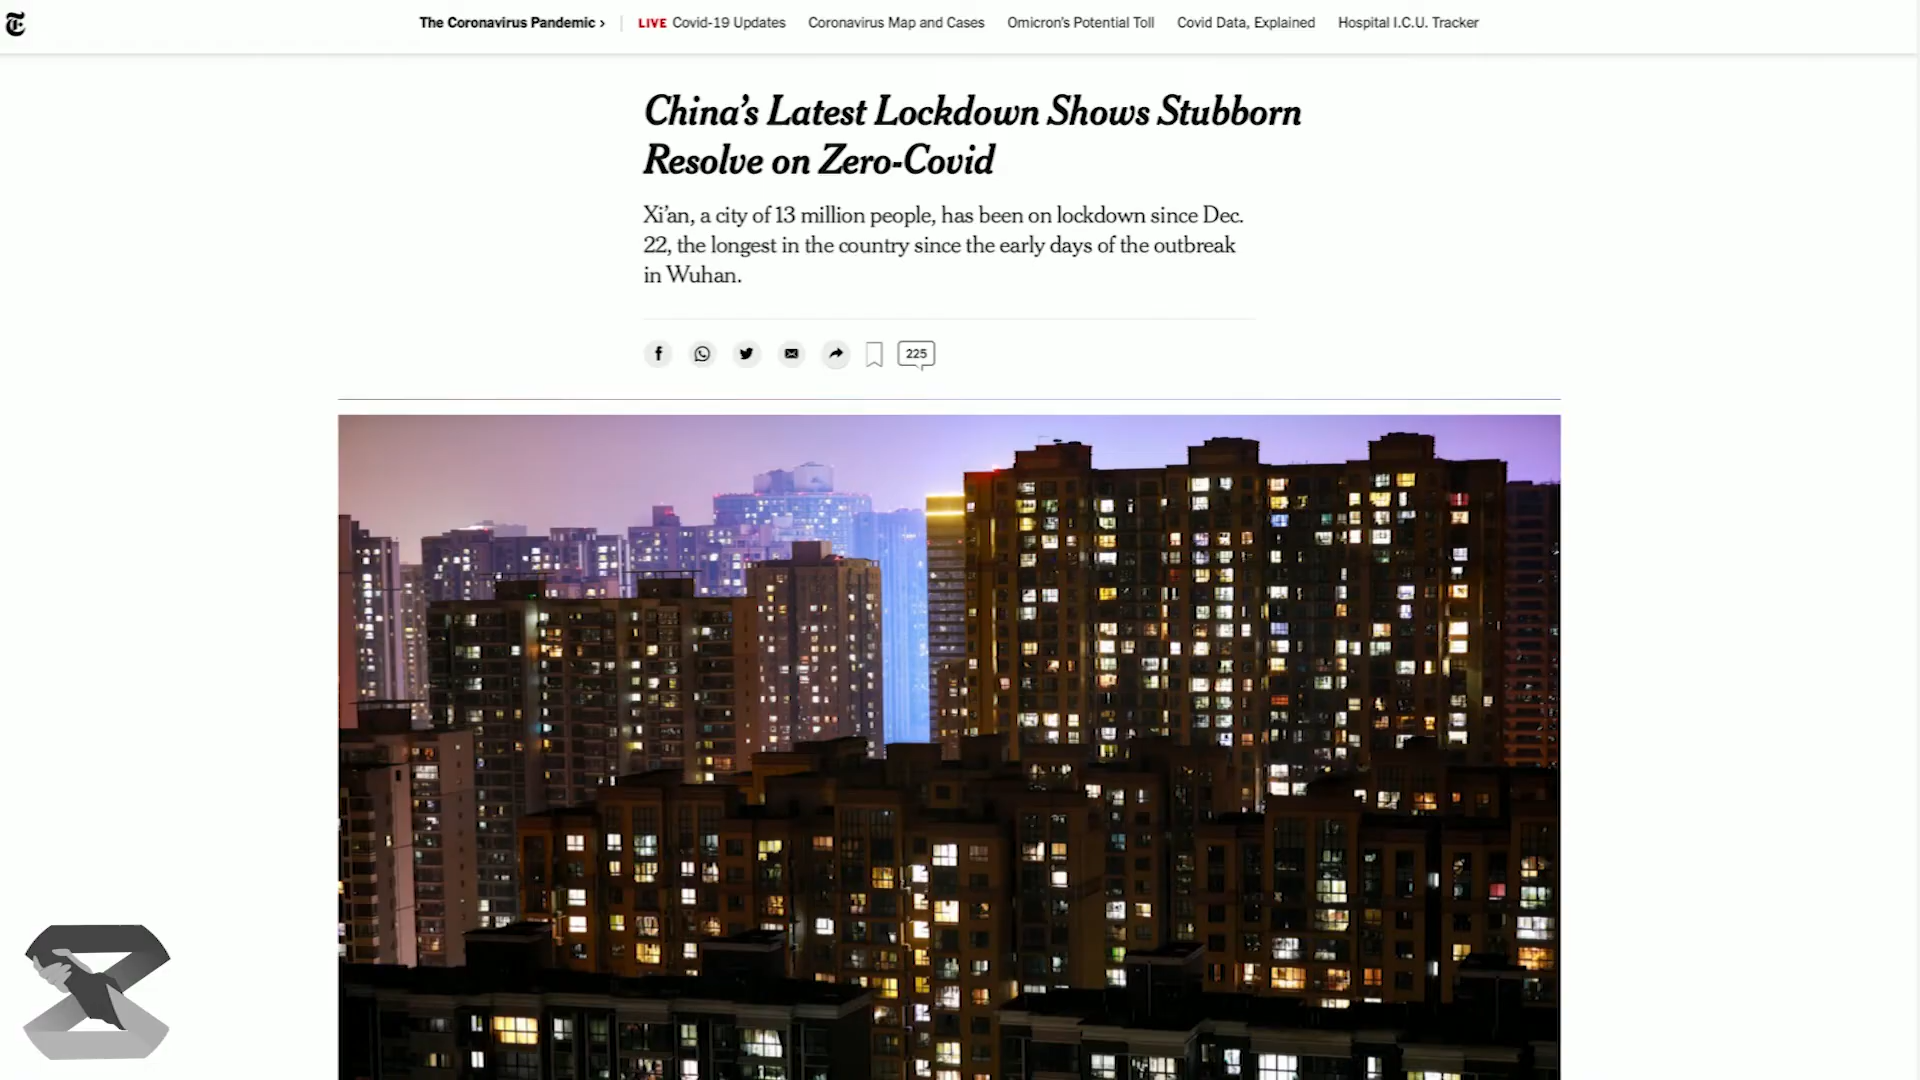 The Coronavirus Pandemic › LIVE Covid-19 Updates Coronavirus Map and Cases Omicron's Potential Toll Covid Data, Explained Hospital I.C.U. Tracker
China's Latest Lockdown Shows Stubborn
Resolve on Zero-Covid
Xi'an, a city of 13 million people, has been on lockdown since Dec.
22, the longest in the country since the early days of the outbreak
in Wuhan.
225